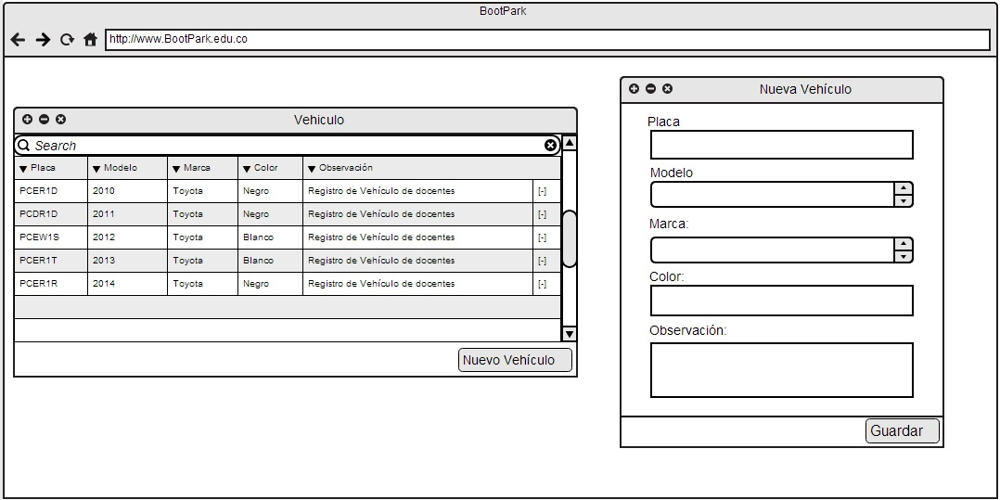 BootPark
http://www.BootPark.edu.co
Vehiculo
Search
Placa Modelo Marca Color Observación
PCER1D 2010 Toyota Negro Registro de Vehículo de docentes [-]
PCDR1D 2011 Toyota Negro Registro de Vehículo de docentes [-]
PCEW1S 2012 Toyota Blanco Registro de Vehículo de docentes [-]
PCER1T 2013 Toyota Blanco Registro de Vehículo de docentes [-]
PCER1R 2014 Toyota Negro Registro de Vehículo de docentes [-]
Nuevo Vehículo
Nueva Vehículo
Placa
Modelo
Marca:
Color:
Observación:
Guardar